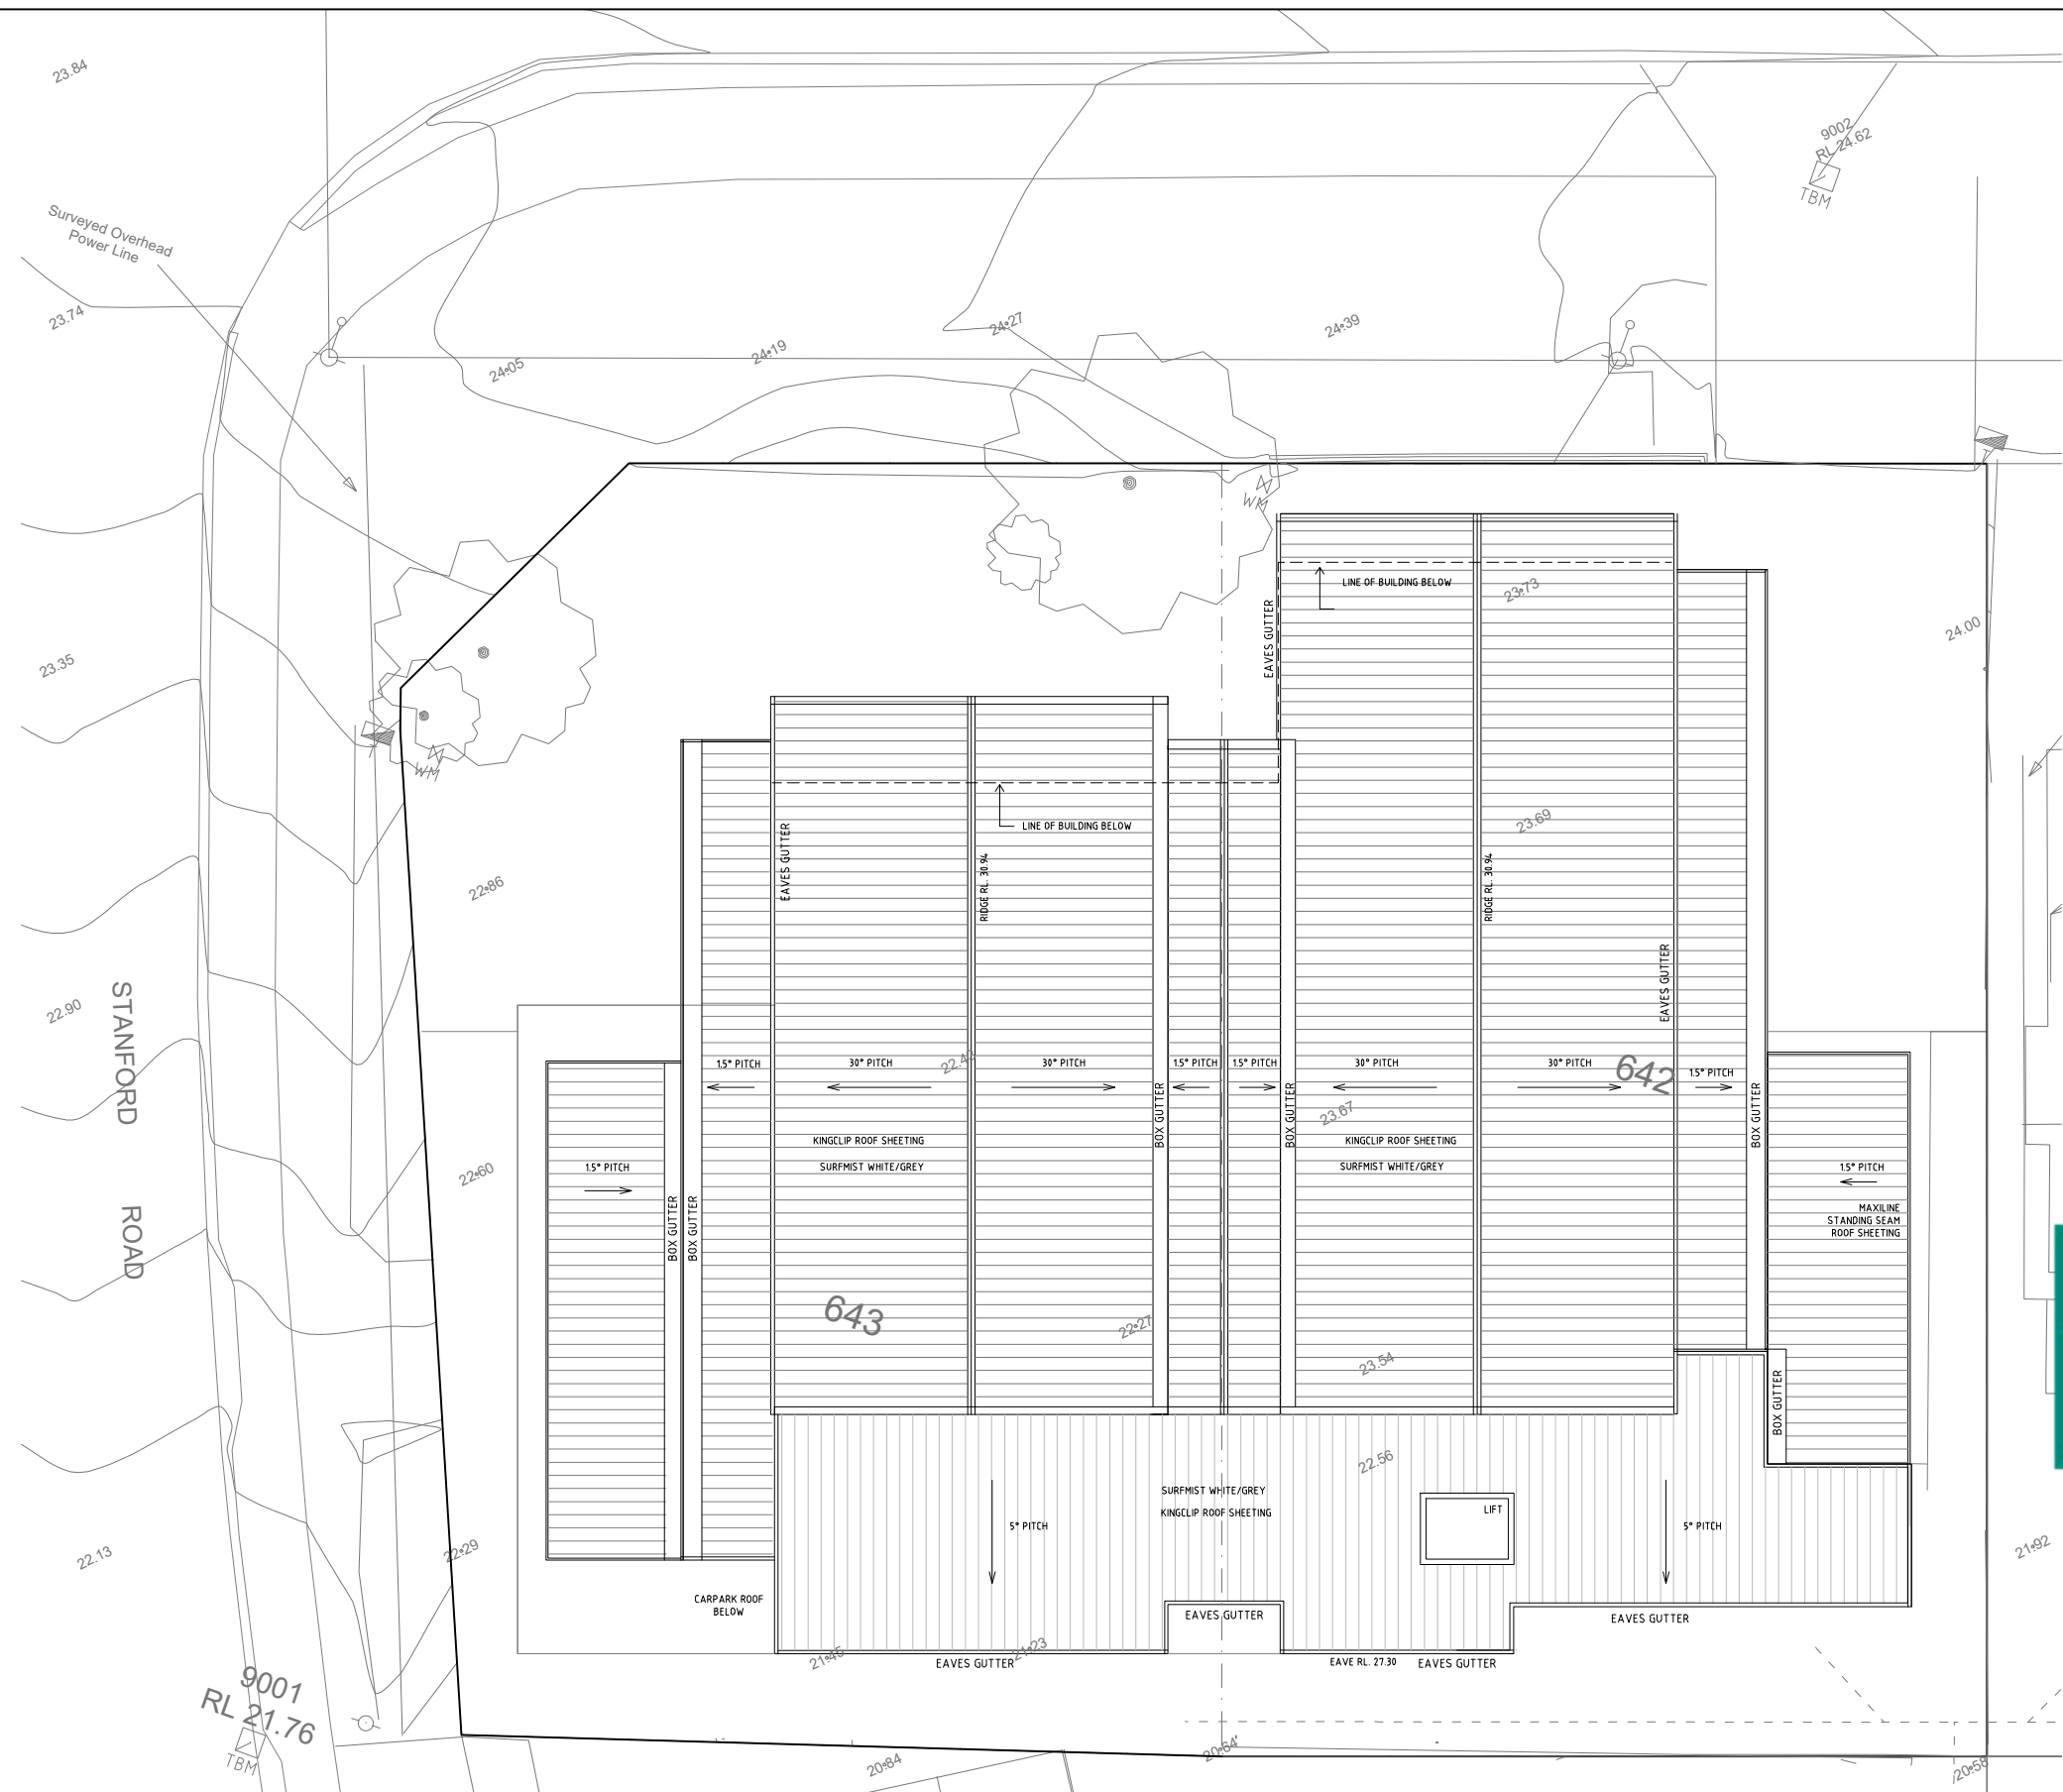 23.84
9002
RL 24.62
TBM
Surveyed Overhead
Power Line
23.74
24.05
24.19
24.27
24.39
WM
LINE OF BUILDING BELOW
23.73
EAVES GUTTER
24.00
23.35
WM
LINE OF BUILDING BELOW
23.69
EAVES GUTTER
RIDGE RL. 30.94
RIDGE RL. 30.94
22.86
EAVES GUTTER
22.90
STANFORD ROAD
1.5° PITCH
30° PITCH
30° PITCH
1.5° PITCH
1.5° PITCH
30° PITCH
30° PITCH
642
1.5° PITCH
23.67
BOX GUTTER
BOX GUTTER
BOX GUTTER
KINGCLIP ROOF SHEETING
SURFMIST WHITE/GREY
KINGCLIP ROOF SHEETING
SURFMIST WHITE/GREY
22.60
1.5° PITCH
1.5° PITCH
MAXILINE
STANDING SEAM
ROOF SHEETING
BOX GUTTER
BOX GUTTER
643
22.27
23.54
BOX GUTTER
22.56
SURFMIST WHITE/GREY
KINGCLIP ROOF SHEETING
LIFT
5° PITCH
5° PITCH
22.13
22.29
21.92
CARPARK ROOF
BELOW
EAVES GUTTER
EAVES GUTTER
21.45
21.23
EAVES GUTTER
EAVE RL. 27.30
EAVES GUTTER
9001
RL 21.76
TBM
20.84
20.64
20.58